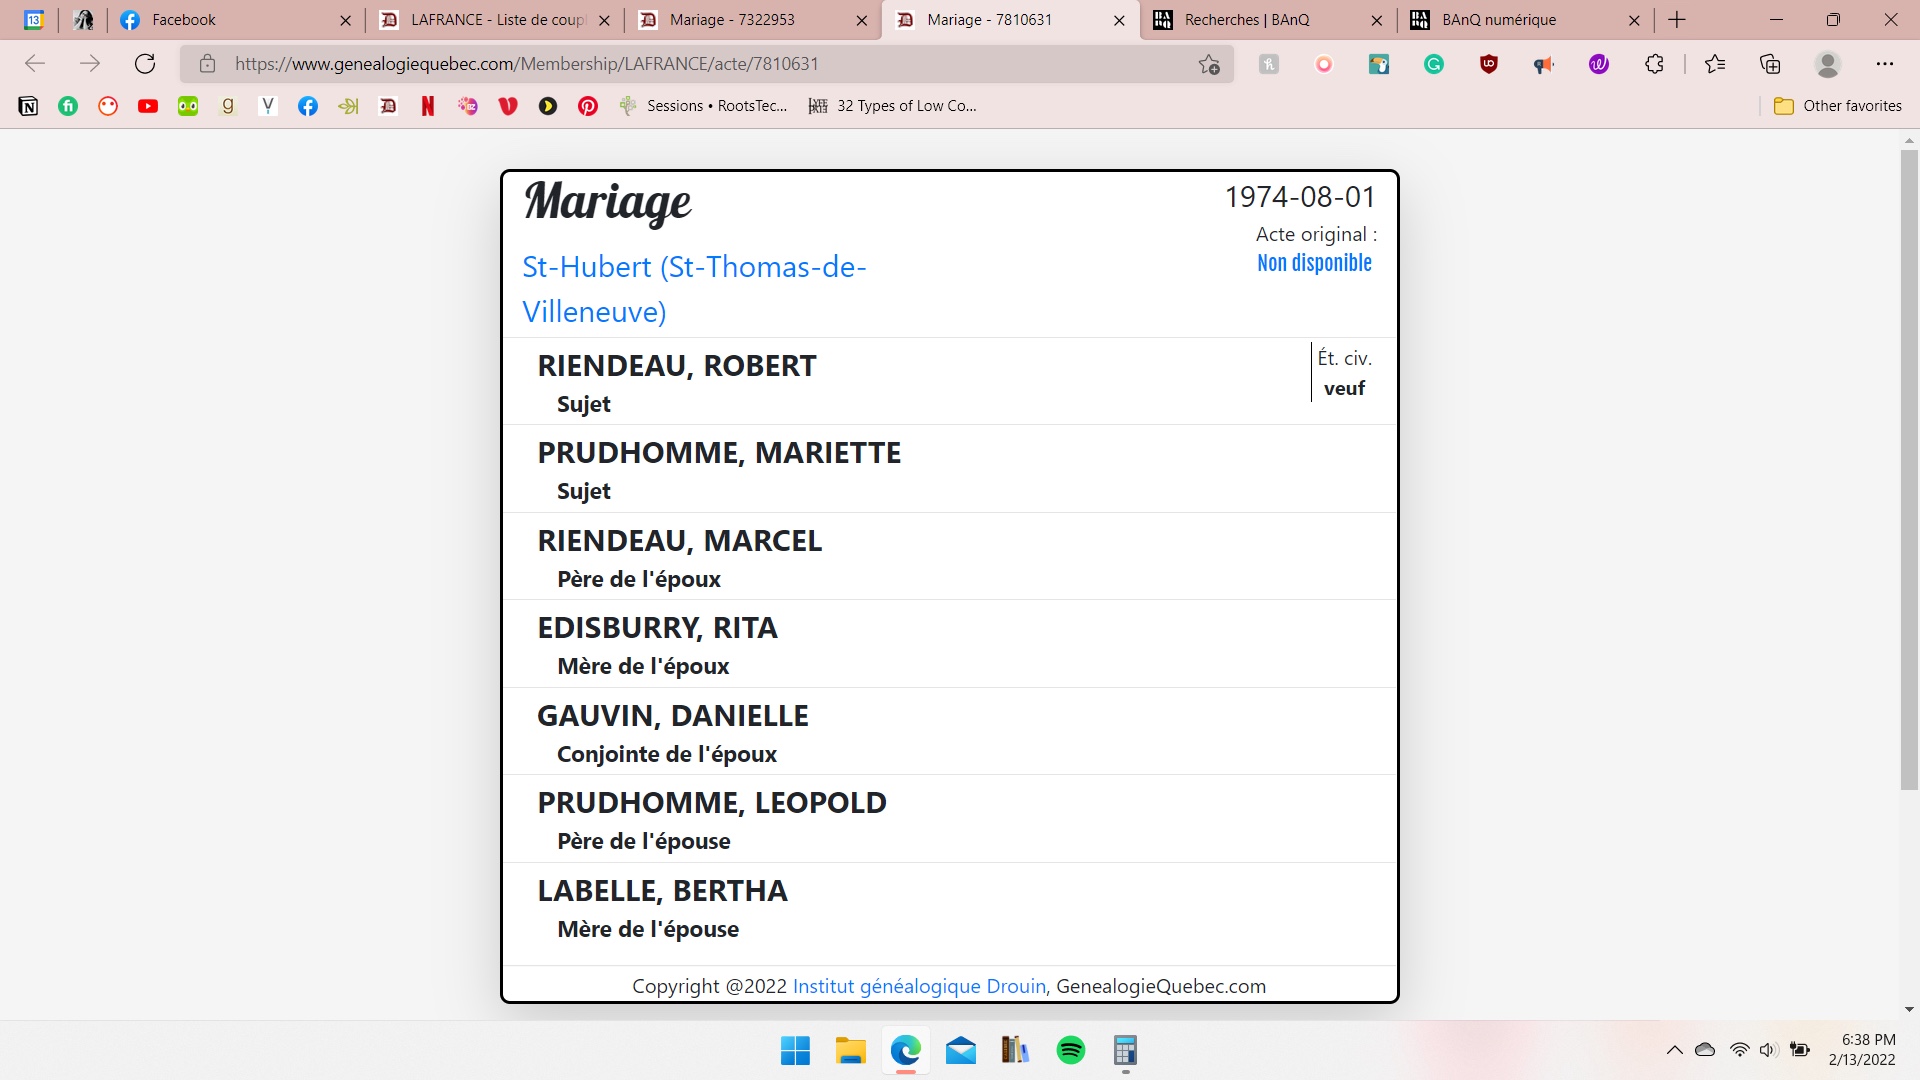 13 Facebook LAFRANCE - Liste de coupl Mariage - 7322953 Mariage - 7810631 Recherches | BAnQ BAnQ numérique
https://www.genealogiequebec.com/Membership/LAFRANCE/acte/7810631
Sessions • RootsTec... 32 Types of Low Co... Other favorites
Mariage
1974-08-01
Acte original :
Non disponible
St-Hubert (St-Thomas-de-
Villeneuve)
RIENDEAU, ROBERT
Sujet
Ét. civ.
veuf
PRUDHOMME, MARIETTE
Sujet
RIENDEAU, MARCEL
Père de l'époux
EDISBURRY, RITA
Mère de l'époux
GAUVIN, DANIELLE
Conjointe de l'époux
PRUDHOMME, LEOPOLD
Père de l'épouse
LABELLE, BERTHA
Mère de l'épouse
Copyright @2022 Institut généalogique Drouin, GenealogieQuebec.com
6:38 PM
2/13/2022